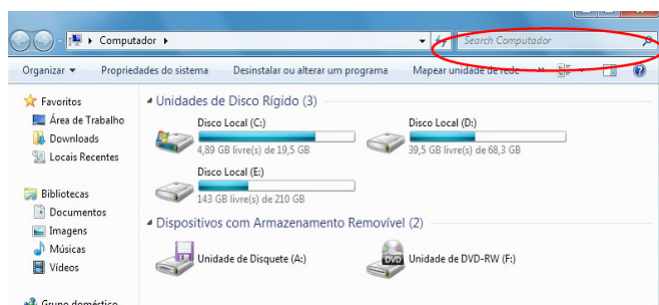 Computador
Search Computador
Organizar
Propriedades do sistema
Desinstalar ou alterar um programa
Mapear unidade de rede
»
Favoritos
Área de Trabalho
Downloads
Locais Recentes
Bibliotecas
Documentos
Imagens
Músicas
Vídeos
Grupo doméstico
Unidades de Disco Rígido (3)
Disco Local (C:)
4,89 GB livre(s) de 19,5 GB
Disco Local (D:)
39,5 GB livre(s) de 68,3 GB
Disco Local (E:)
143 GB livre(s) de 210 GB
Dispositivos com Armazenamento Removível (2)
Unidade de Disquete (A:)
DVD
Unidade de DVD-RW (F:)